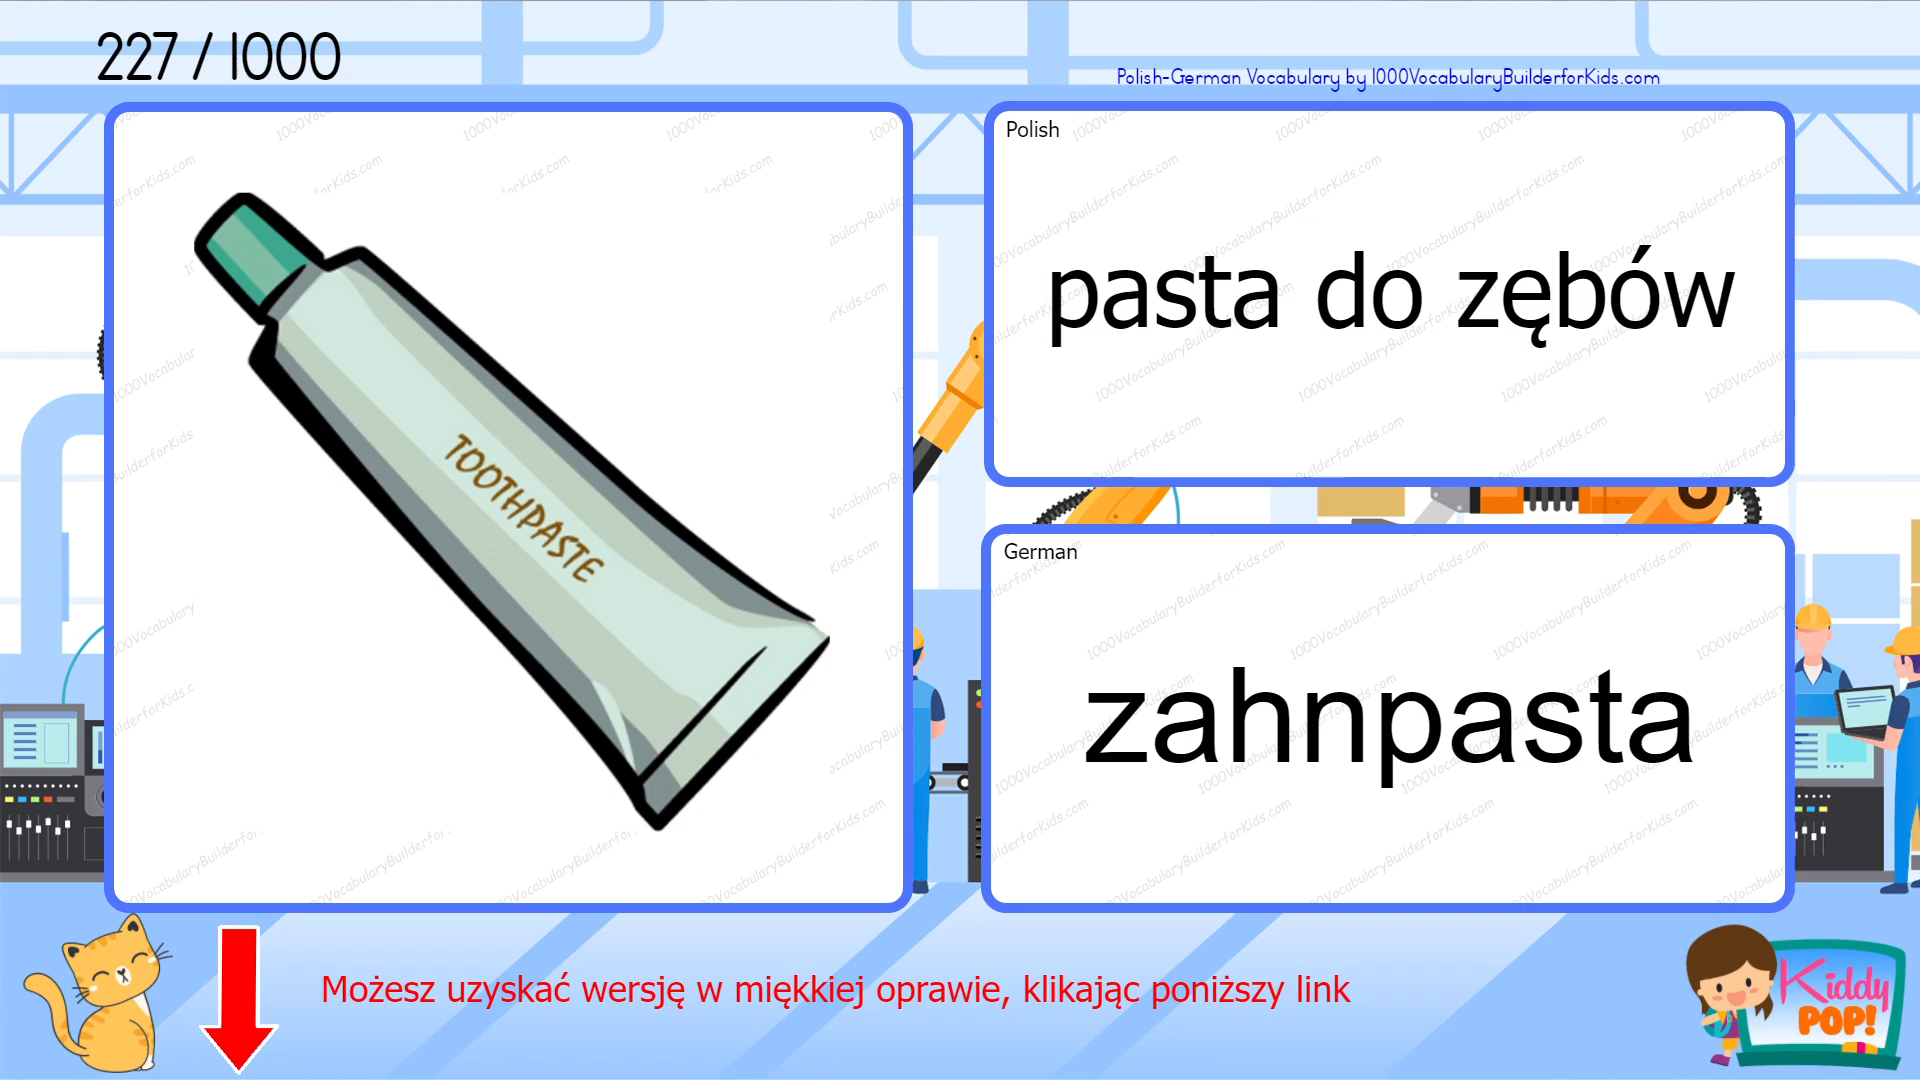 227 / 1000
Polish-German Vocabulary by 1000VocabularyBuilderforKids.com
TOOTHPASTE
Polish
pasta do zębów
German
zahnpasta
Możesz uzyskać wersję w miękkiej oprawie, klikając poniższy link
Kiddy
POP!